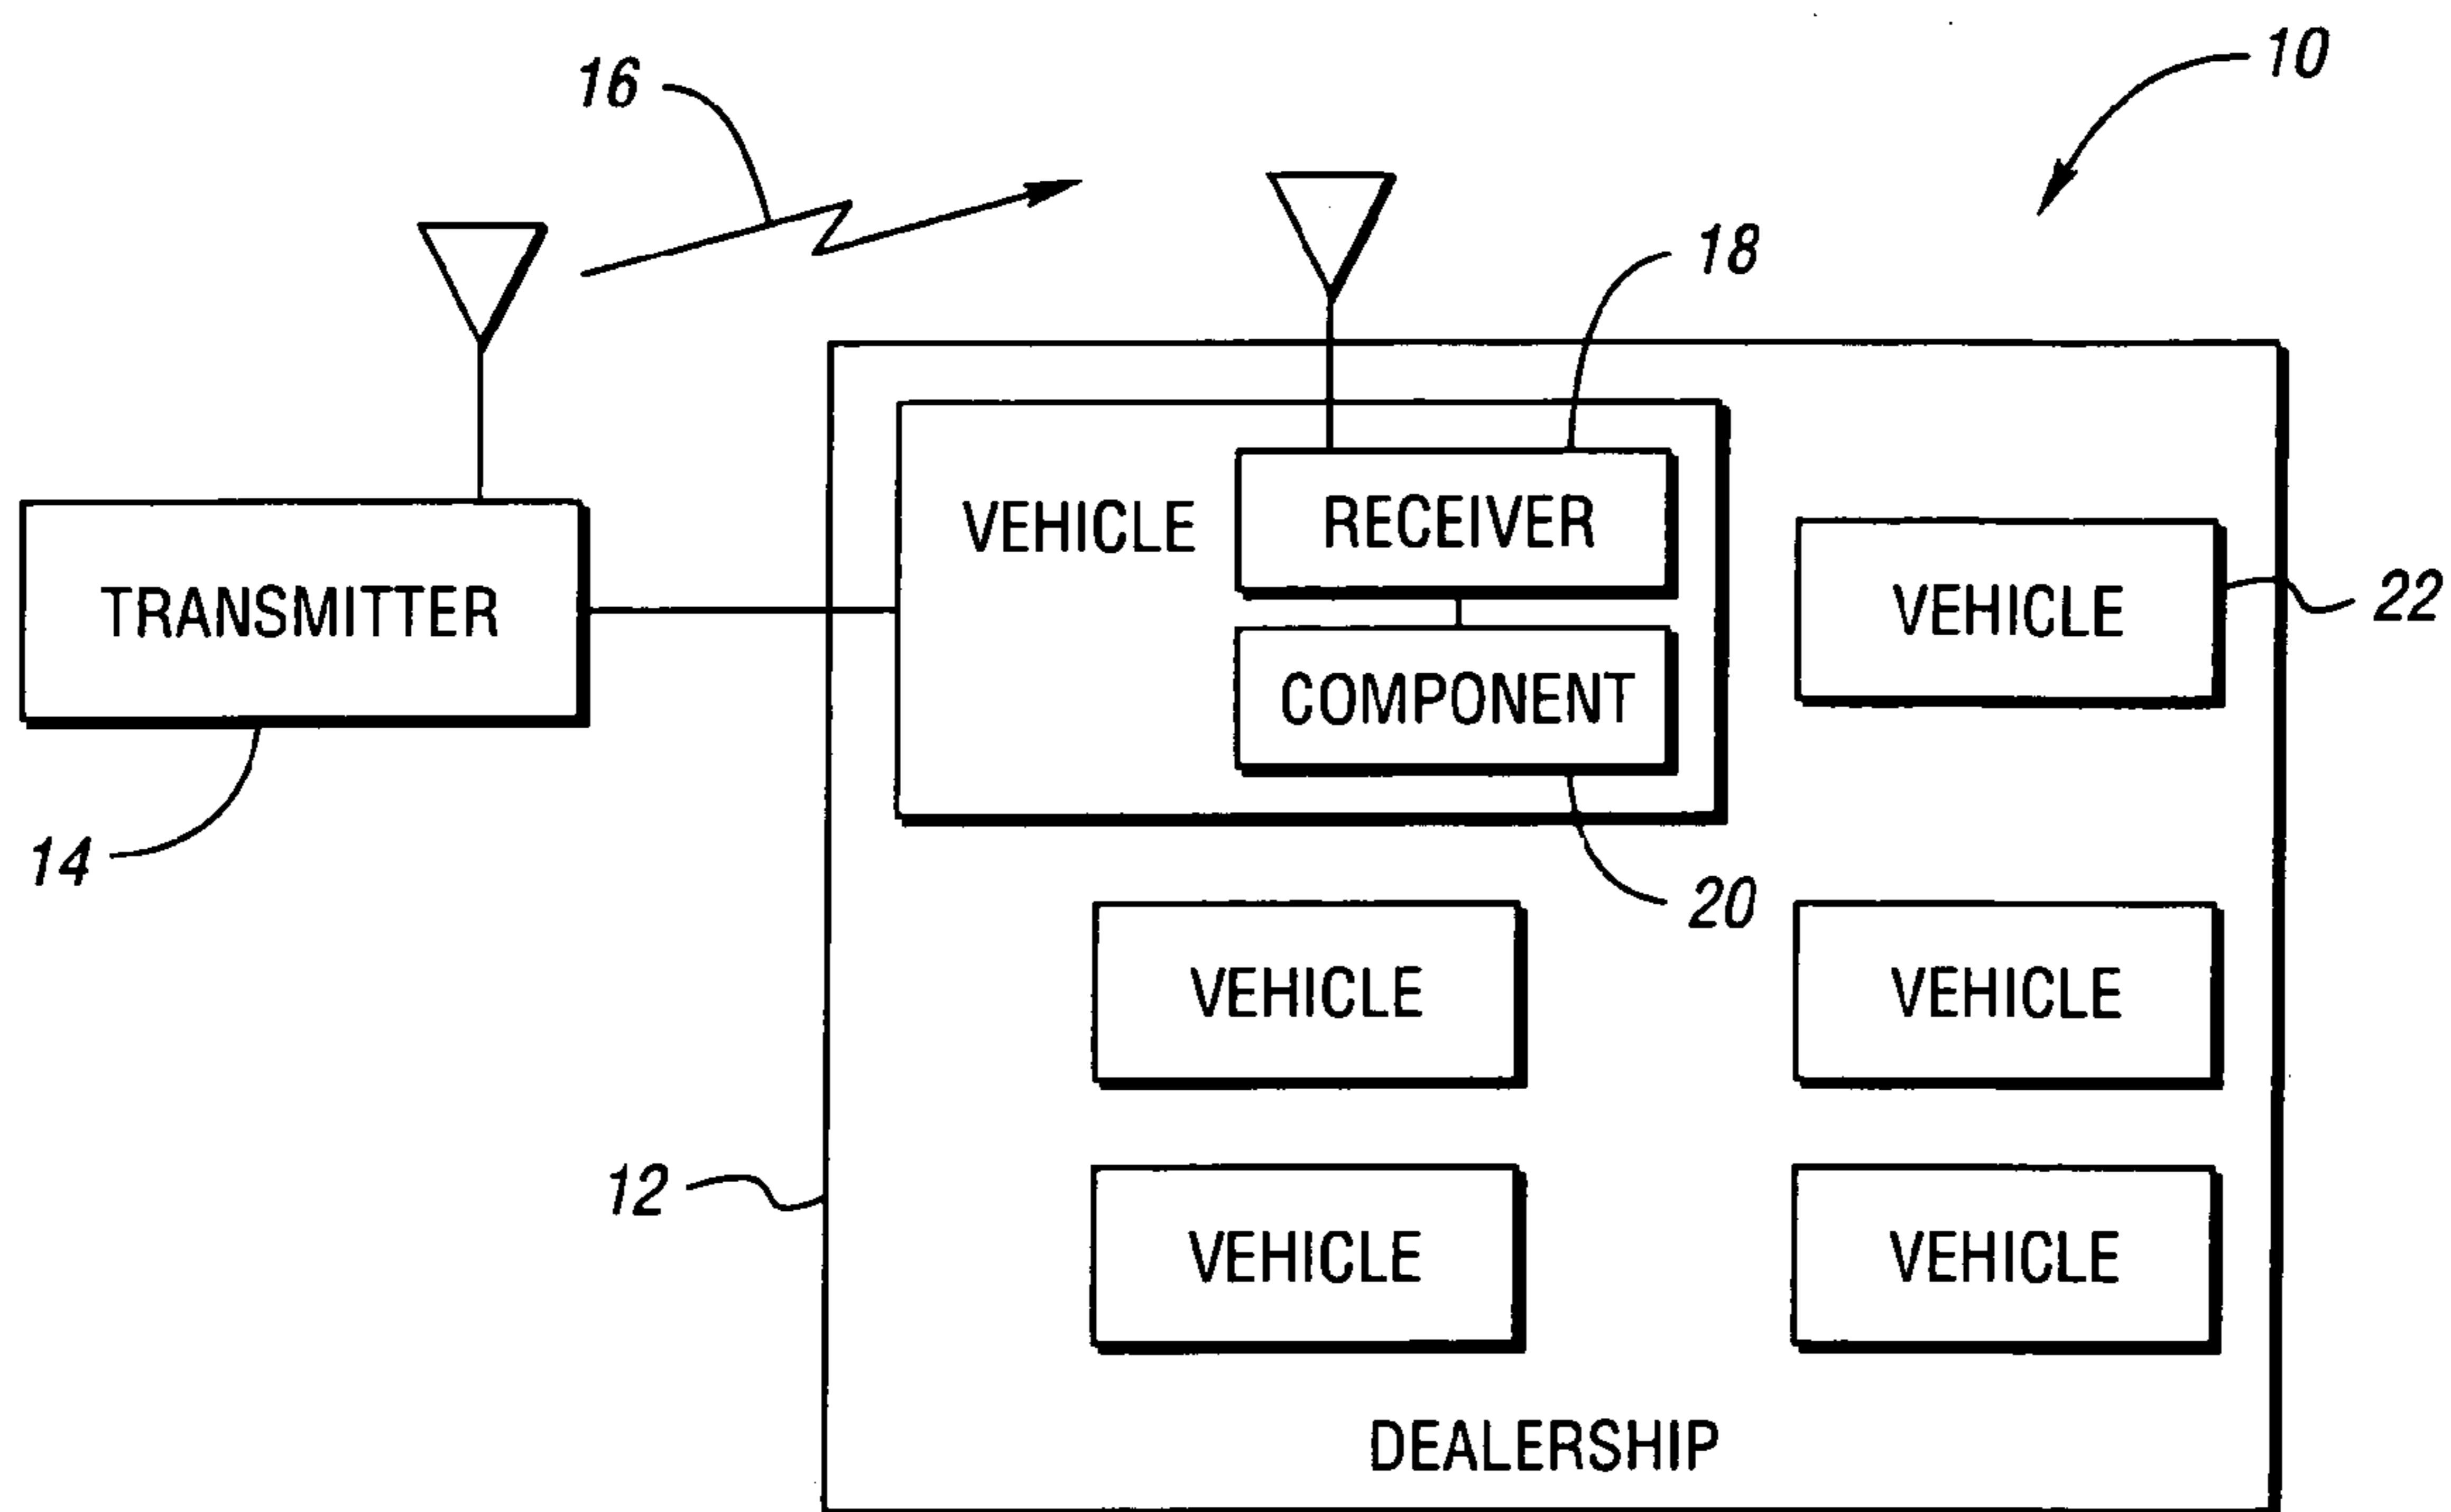 10
16
18
VEHICLE
RECEIVER
TRANSMITTER
VEHICLE
22
COMPONENT
14
20
VEHICLE
VEHICLE
12
VEHICLE
VEHICLE
DEALERSHIP